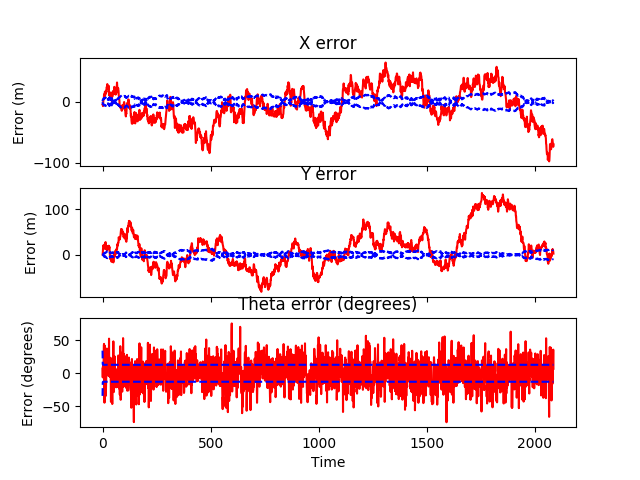 X error
0
−100
Error (m)
Y error
100
0
Error (m)
Theta error (degrees)
50
0
−50
Error (degrees)
0 500 1000 1500 2000
Time